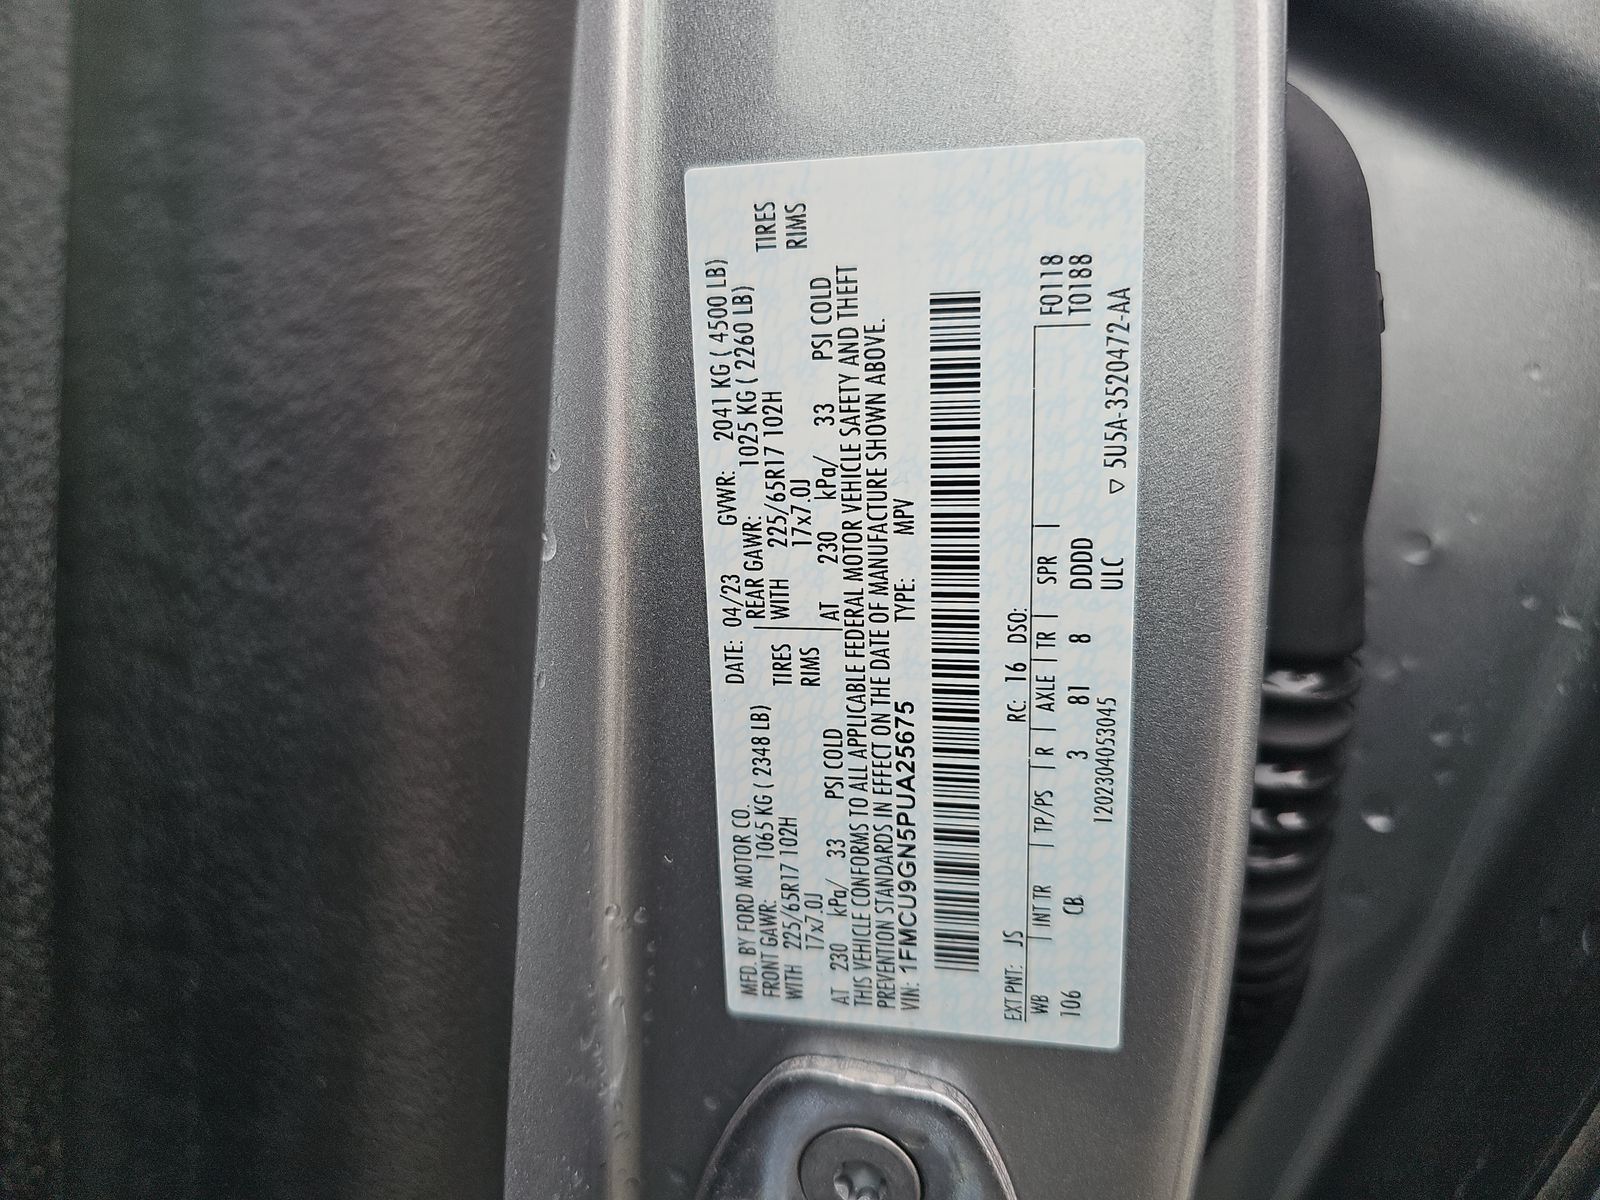 MFD. BY FORD MOTOR CO. DATE: 04/23 GVWR: 2041 KG ( 4500 LB)
FRONT GAWR: 1065 KG ( 2348 LB) REAR GAWR: 1025 KG ( 2260 LB)
WITH 225/65R17 102H TIRES WITH 225/65R17 102H TIRES
17x7.0J RIMS 17x7.0J RIMS
AT 230 kPa/ 33 PSI COLD AT 230 kPa/ 33 PSI COLD
THIS VEHICLE CONFORMS TO ALL APPLICABLE FEDERAL MOTOR VEHICLE SAFETY AND THEFT
PREVENTION STANDARDS IN EFFECT ON THE DATE OF MANUFACTURE SHOWN ABOVE.
VIN: 1FMCU9GN5PUA25675 TYPE: MPV
EXT PNT: JS RC: 16 DSO: F0118
WB INT TR TP/PS R AXLE TR SPR T0188
106 CB 3 81 8 DDDD
120230405304​5 ULC ▽ 5U5A-3520472-AA